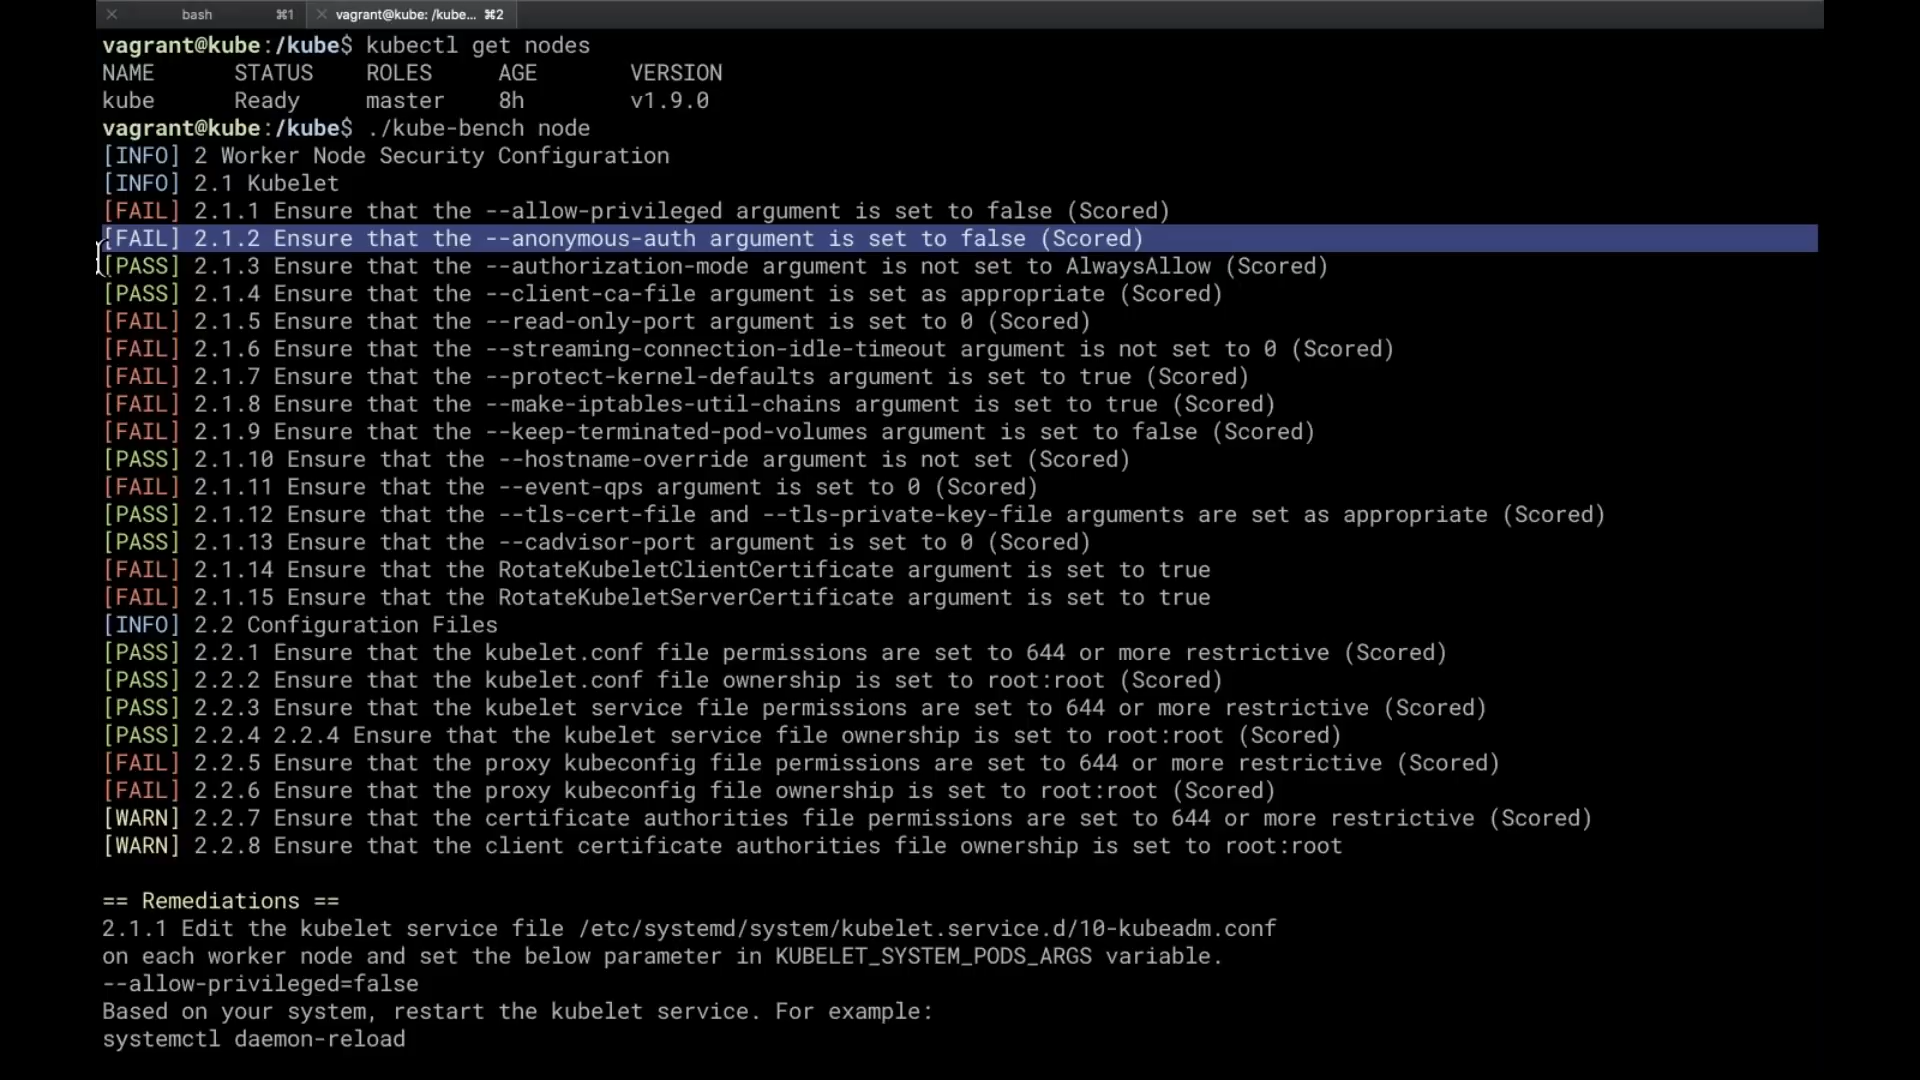 bash ⌘1 vagrant@kube: /kube... ⌘2
vagrant@kube:/kube$ kubectl get nodes
NAME STATUS ROLES AGE VERSION
kube Ready master 8h v1.9.0
vagrant@kube:/kube$ ./kube-bench node
[INFO] 2 Worker Node Security Configuration
[INFO] 2.1 Kubelet
[FAIL] 2.1.1 Ensure that the --allow-privileged argument is set to false (Scored)
[FAIL] 2.1.2 Ensure that the --anonymous-auth argument is set to false (Scored)
[PASS] 2.1.3 Ensure that the --authorization-mode argument is not set to AlwaysAllow (Scored)
[PASS] 2.1.4 Ensure that the --client-ca-file argument is set as appropriate (Scored)
[FAIL] 2.1.5 Ensure that the --read-only-port argument is set to 0 (Scored)
[FAIL] 2.1.6 Ensure that the --streaming-connection-idle-timeout argument is not set to 0 (Scored)
[FAIL] 2.1.7 Ensure that the --protect-kernel-defaults argument is set to true (Scored)
[FAIL] 2.1.8 Ensure that the --make-iptables-util-chains argument is set to true (Scored)
[FAIL] 2.1.9 Ensure that the --keep-terminated-pod-volumes argument is set to false (Scored)
[PASS] 2.1.10 Ensure that the --hostname-override argument is not set (Scored)
[FAIL] 2.1.11 Ensure that the --event-qps argument is set to 0 (Scored)
[PASS] 2.1.12 Ensure that the --tls-cert-file and --tls-private-key-file arguments are set as appropriate (Scored)
[PASS] 2.1.13 Ensure that the --cadvisor-port argument is set to 0 (Scored)
[FAIL] 2.1.14 Ensure that the RotateKubeletClientCertificate argument is set to true
[FAIL] 2.1.15 Ensure that the RotateKubeletServerCertificate argument is set to true
[INFO] 2.2 Configuration Files
[PASS] 2.2.1 Ensure that the kubelet.conf file permissions are set to 644 or more restrictive (Scored)
[PASS] 2.2.2 Ensure that the kubelet.conf file ownership is set to root:root (Scored)
[PASS] 2.2.3 Ensure that the kubelet service file permissions are set to 644 or more restrictive (Scored)
[PASS] 2.2.4 2.2.4 Ensure that the kubelet service file ownership is set to root:root (Scored)
[FAIL] 2.2.5 Ensure that the proxy kubeconfig file permissions are set to 644 or more restrictive (Scored)
[FAIL] 2.2.6 Ensure that the proxy kubeconfig file ownership is set to root:root (Scored)
[WARN] 2.2.7 Ensure that the certificate authorities file permissions are set to 644 or more restrictive (Scored)
[WARN] 2.2.8 Ensure that the client certificate authorities file ownership is set to root:root
== Remediations ==
2.1.1 Edit the kubelet service file /etc/systemd/system/kubelet.service.d/10-kubeadm.conf
on each worker node and set the below parameter in KUBELET_SYSTEM_PODS_ARGS variable.
--allow-privileged=false
Based on your system, restart the kubelet service. For example:
systemctl daemon-reload